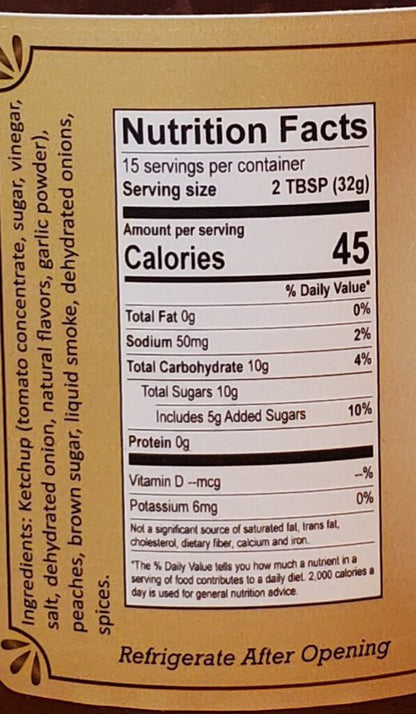 Ingredients: Ketchup (tomato concentrate, sugar, vinegar,
salt, dehydrated onion, natural flavors, garlic powder),
peaches, brown sugar, liquid smoke, dehydrated onions,
spices.
Nutrition Facts
15 servings per container
Serving size 2 TBSP (32g)
Amount per serving
Calories 45
% Daily Value*
Total Fat 0g 0%
Sodium 50mg 2%
Total Carbohydrate 10g 4%
Total Sugars 10g
Includes 5g Added Sugars 10%
Protein 0g
Vitamin D --mcg --%
Potassium 6mg 0%
Not a significant source of saturated fat, trans fat,
cholesterol, dietary fiber, calcium and iron.
*The % Daily Value tells you how much a nutrient in a
serving of food contributes to a daily diet. 2,000 calories a
day is used for general nutrition advice.
Refrigerate After Opening